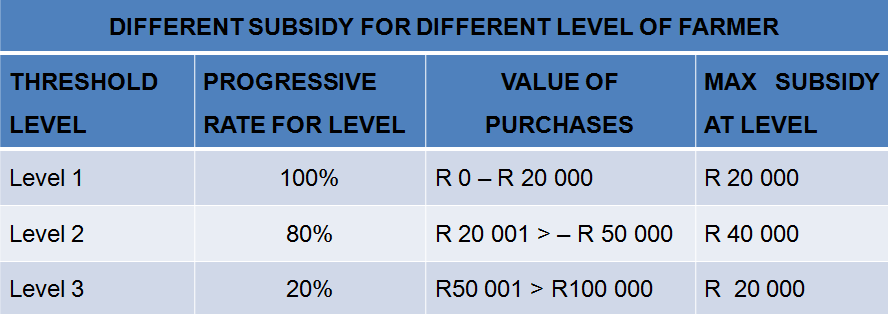 DIFFERENT SUBSIDY FOR DIFFERENT LEVEL OF FARMER
THRESHOLD LEVEL
PROGRESSIVE RATE FOR LEVEL
VALUE OF PURCHASES
MAX SUBSIDY AT LEVEL
Level 1 100% R 0 – R 20 000 R 20 000
Level 2 80% R 20 001 > – R 50 000 R 40 000
Level 3 20% R50 001 > R100 000 R 20 000